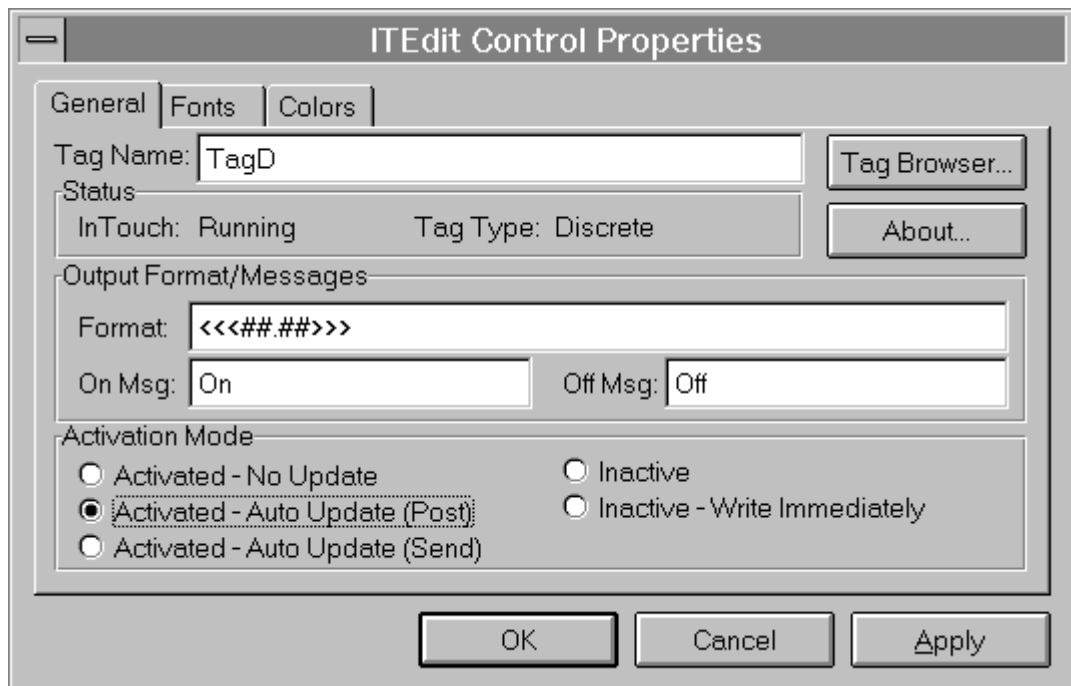 ITEdit Control Properties
General Fonts Colors
Tag Name: TagD Tag Browser...
Status
InTouch: Running Tag Type: Discrete About...
Output Format/Messages
Format: <<<##.##>>>
On Msg: On Off Msg: Off
Activation Mode
Activated - No Update Inactive
Activated - Auto Update (Post) Inactive - Write Immediately
Activated - Auto Update (Send)
OK Cancel Apply